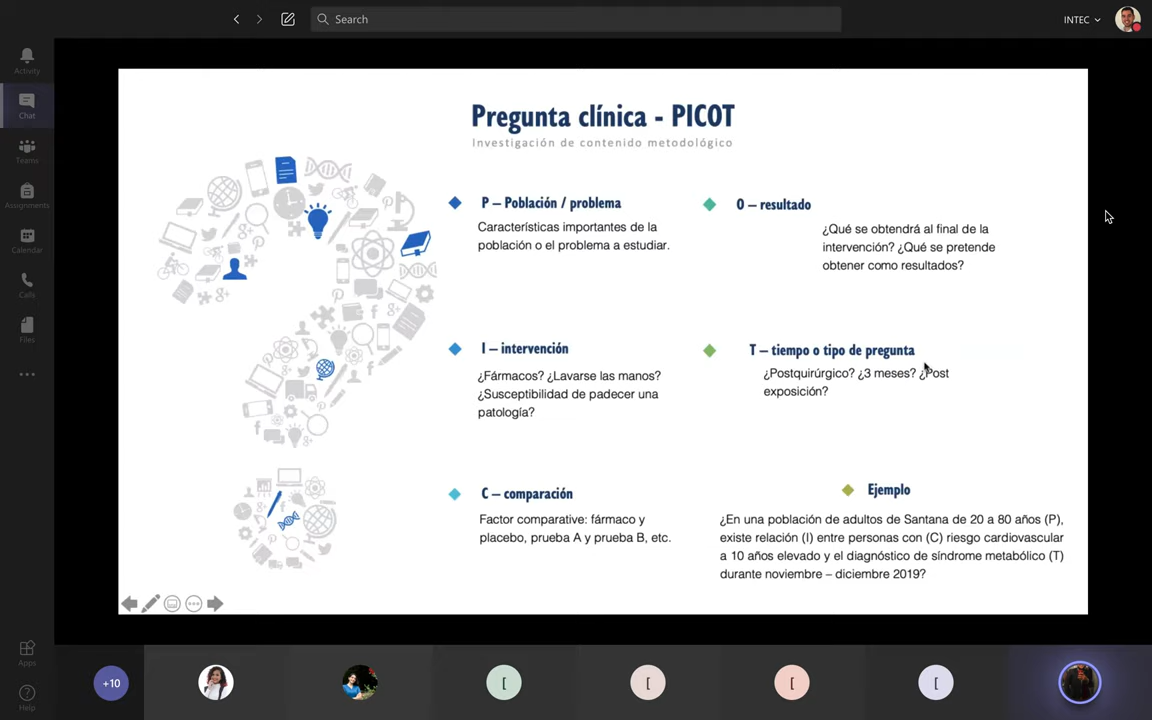 Search
INTEC
Activity
Chat
Teams
Assignments
Calendar
Calls
Files
Apps
Help
Pregunta clínica - PICOT
Investigación de contenido metodológico
P – Población / problema
Características importantes de la
población o el problema a estudiar.
I – intervención
¿Fármacos? ¿Lavarse las manos?
¿Susceptibilidad de padecer una
patología?
C – comparación
Factor comparative: fármaco y
placebo, prueba A y prueba B, etc.
O – resultado
¿Qué se obtendrá al final de la
intervención? ¿Qué se pretende
obtener como resultados?
T – tiempo o tipo de pregunta
¿Postquirúrgico? ¿3 meses? ¿Post
exposición?
Ejemplo
¿En una población de adultos de Santana de 20 a 80 años (P),
existe relación (I) entre personas con (C) riesgo cardiovascular
a 10 años elevado y el diagnóstico de síndrome metabólico (T)
durante noviembre – diciembre 2019?
+10
[
[
[
[